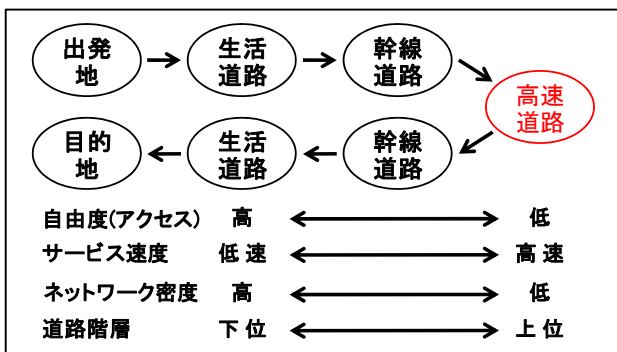 出発地
生活道路
幹線道路
高速道路
目的地
生活道路
幹線道路
自由度(アクセス) 高 低
サービス速度 低速 高速
ネットワーク密度 高 低
道路階層 下位 上位